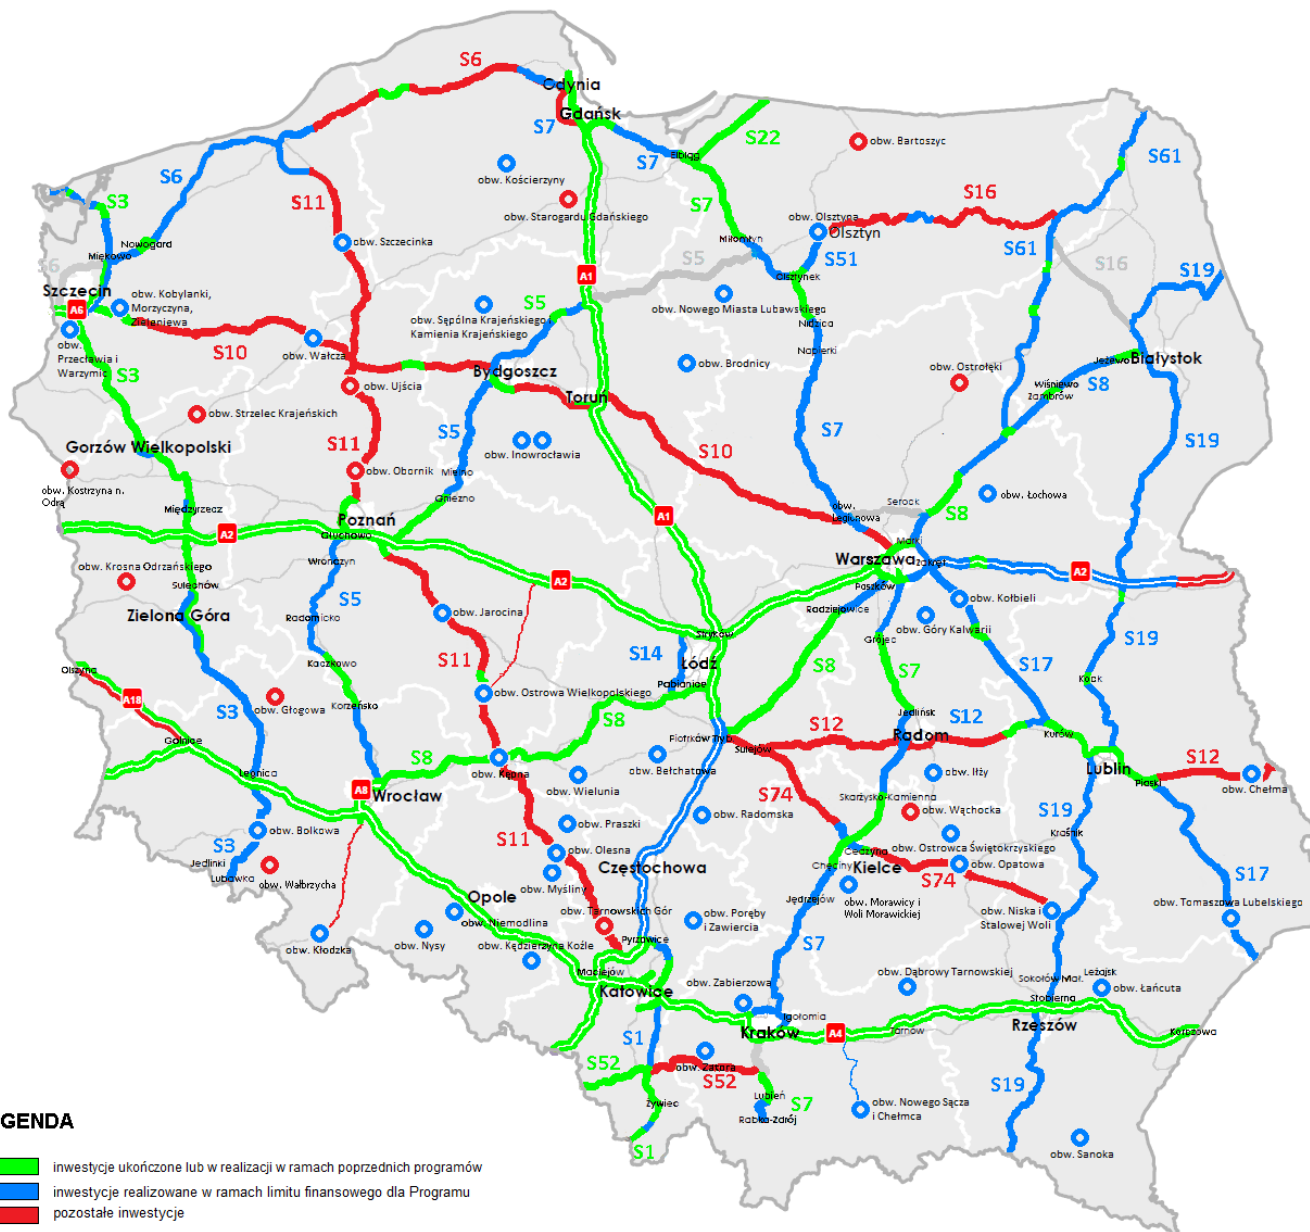 S6
Gdynia
Gdańsk
S7
S22
obw. Bartoszyc
S7
Elbląg
S61
S6
S3
obw. Kościerzyny
S11
obw. Starogardu Gdańskiego
S7
S16
obw. Olsztyna
Olsztyn
Nowogard
Miękowo
obw. Szczecinka
Miłomłyn
S61
S5
S51
S16
S6
A1
Olsztynek
S19
Szczecin
A6
obw. Kobylanki,
Morzyczyna,
Zieleniewa
S5
obw. Sępólna Krajeńskiego i
Kamienia Krajeńskiego
obw. Nowego Miasta Lubawskiego
Nidzica
obw.
Przecławia i
Warzymic
S10
obw. Wałcza
Napierki
Jeżewo
Białystok
S3
obw. Ujścia
Bydgoszcz
obw. Brodnicy
obw. Ostrołęki
Wiśniewo
Zambrów
S8
Toruń
obw. Strzelec Krajeńskich
S11
S5
obw. Inowrocławia
S10
S7
S19
Gorzów Wielkopolski
obw. Kostrzyna n.
Odrą
obw. Obornik
Mielno
Gniezno
Międzyrzecz
obw. Łochowa
Serock
obw.
Legionowa
S8
A2
Poznań
Głuchowo
A1
Marki
Warszawa
Zakręt
A2
obw. Krosna Odrzańskiego
Wronczyn
A2
Paszków
Sulechów
S5
obw. Jarocina
Radziejowice
obw. Kołbieli
obw. Góry Kalwarii
Zielona Góra
Radomicko
Stryków
Grójec
S19
S11
S14
Łódź
S8
S7
S17
Olszyna
Kaczkowo
Pabianice
Kock
A18
obw. Głogowa
obw. Ostrowa Wielkopolskiego
S3
Korzeńsko
S8
Jedlińsk
S12
S12
Golnice
Piotrków Tryb.
Sulejów
Radom
Kurów
S8
obw. Bełchatowa
Lublin
S12
Legnica
obw. Kępna
obw. Iłży
Piaski
obw. Chełma
A8
Wrocław
obw. Wielunia
S74
Skarżysko-Kamienna
obw. Wąchocka
S19
S3
obw. Bolkowa
S11
obw. Praszki
obw. Radomska
Kraśnik
Jedlinki
Lubawka
obw. Olesna
obw. Ostrowca Świętokrzyskiego
Cedzyna
obw. Opatowa
obw. Wałbrzycha
obw. Myśliny
Częstochowa
Chęciny
Kielce
S74
S17
Opole
obw. Niemodlina
obw. Tarnowskich Gór
Jędrzejów
obw. Morawicy i
Woli Morawickiej
obw. Niska i
Stalowej Woli
obw. Tomaszowa Lubelskiego
obw. Kłodzka
obw. Nysy
obw. Kędzierzyna Koźle
Pyrzowice
obw. Poręby
i Zawiercia
S7
Maciejów
obw. Zabierzowa
obw. Dąbrowy Tarnowskiej
Sokołów Mał.
Leżajsk
obw. Łańcuta
Katowice
Stobierna
Igołomia
Rzeszów
S1
Kraków
A4
Tarnów
Korczowa
S52
obw. Zatora
S52
S19
Żywiec
Lubień
Rabka-Zdrój
S7
obw. Nowego Sącza
i Chełmca
S1
obw. Sanoka
GENDA
inwestycje ukończone lub w realizacji w ramach poprzednich programów
inwestycje realizowane w ramach limitu finansowego dla Programu
pozostałe inwestycje